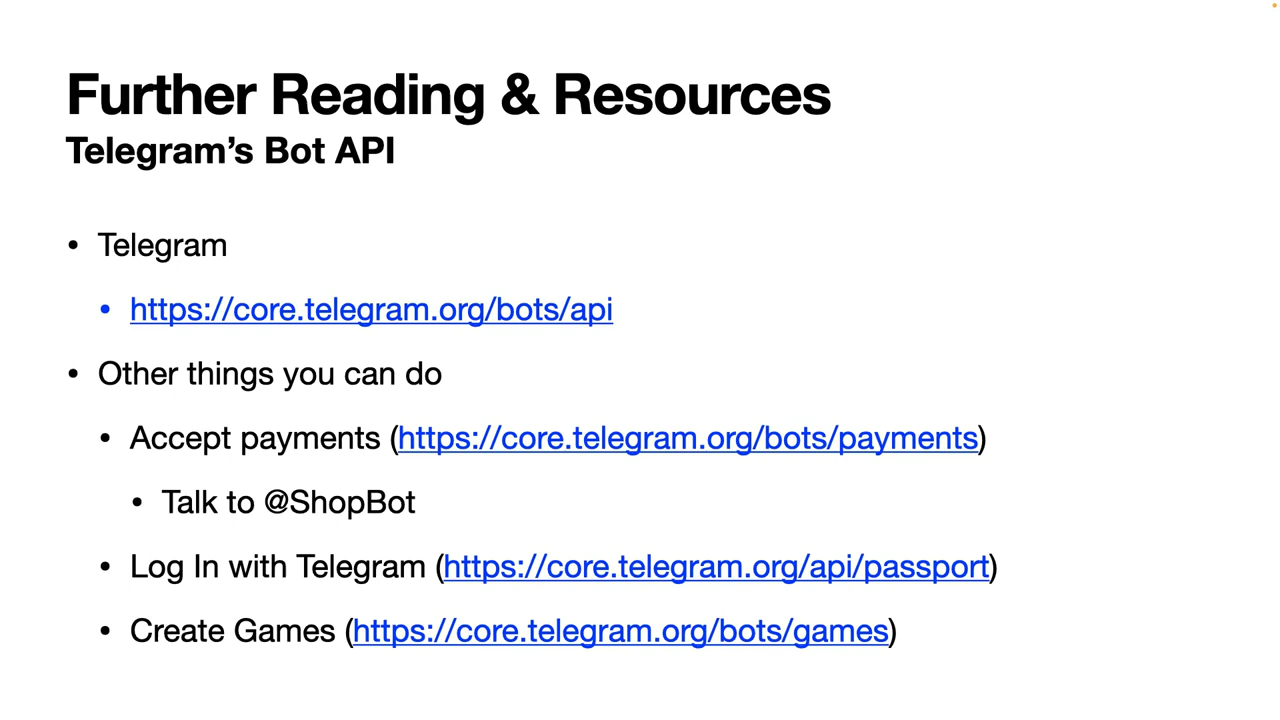 Further Reading & Resources
Telegram’s Bot API
• Telegram
• https://core.telegram.org/bots/api
• Other things you can do
• Accept payments (https://core.telegram.org/bots/payments)
• Talk to @ShopBot
• Log In with Telegram (https://core.telegram.org/api/passport)
• Create Games (https://core.telegram.org/bots/games)